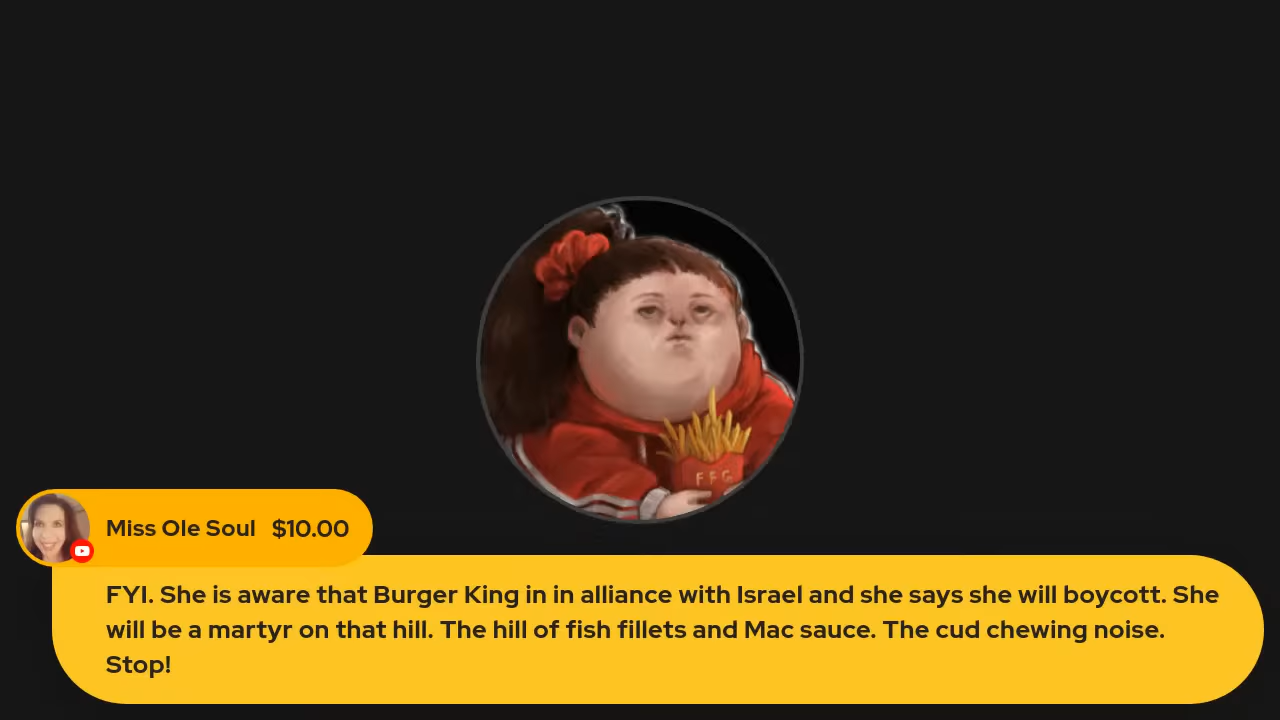 FFG
Miss Ole Soul $10.00
FYI. She is aware that Burger King in in alliance with Israel and she says she will boycott. She
will be a martyr on that hill. The hill of fish fillets and Mac sauce. The cud chewing noise.
Stop!